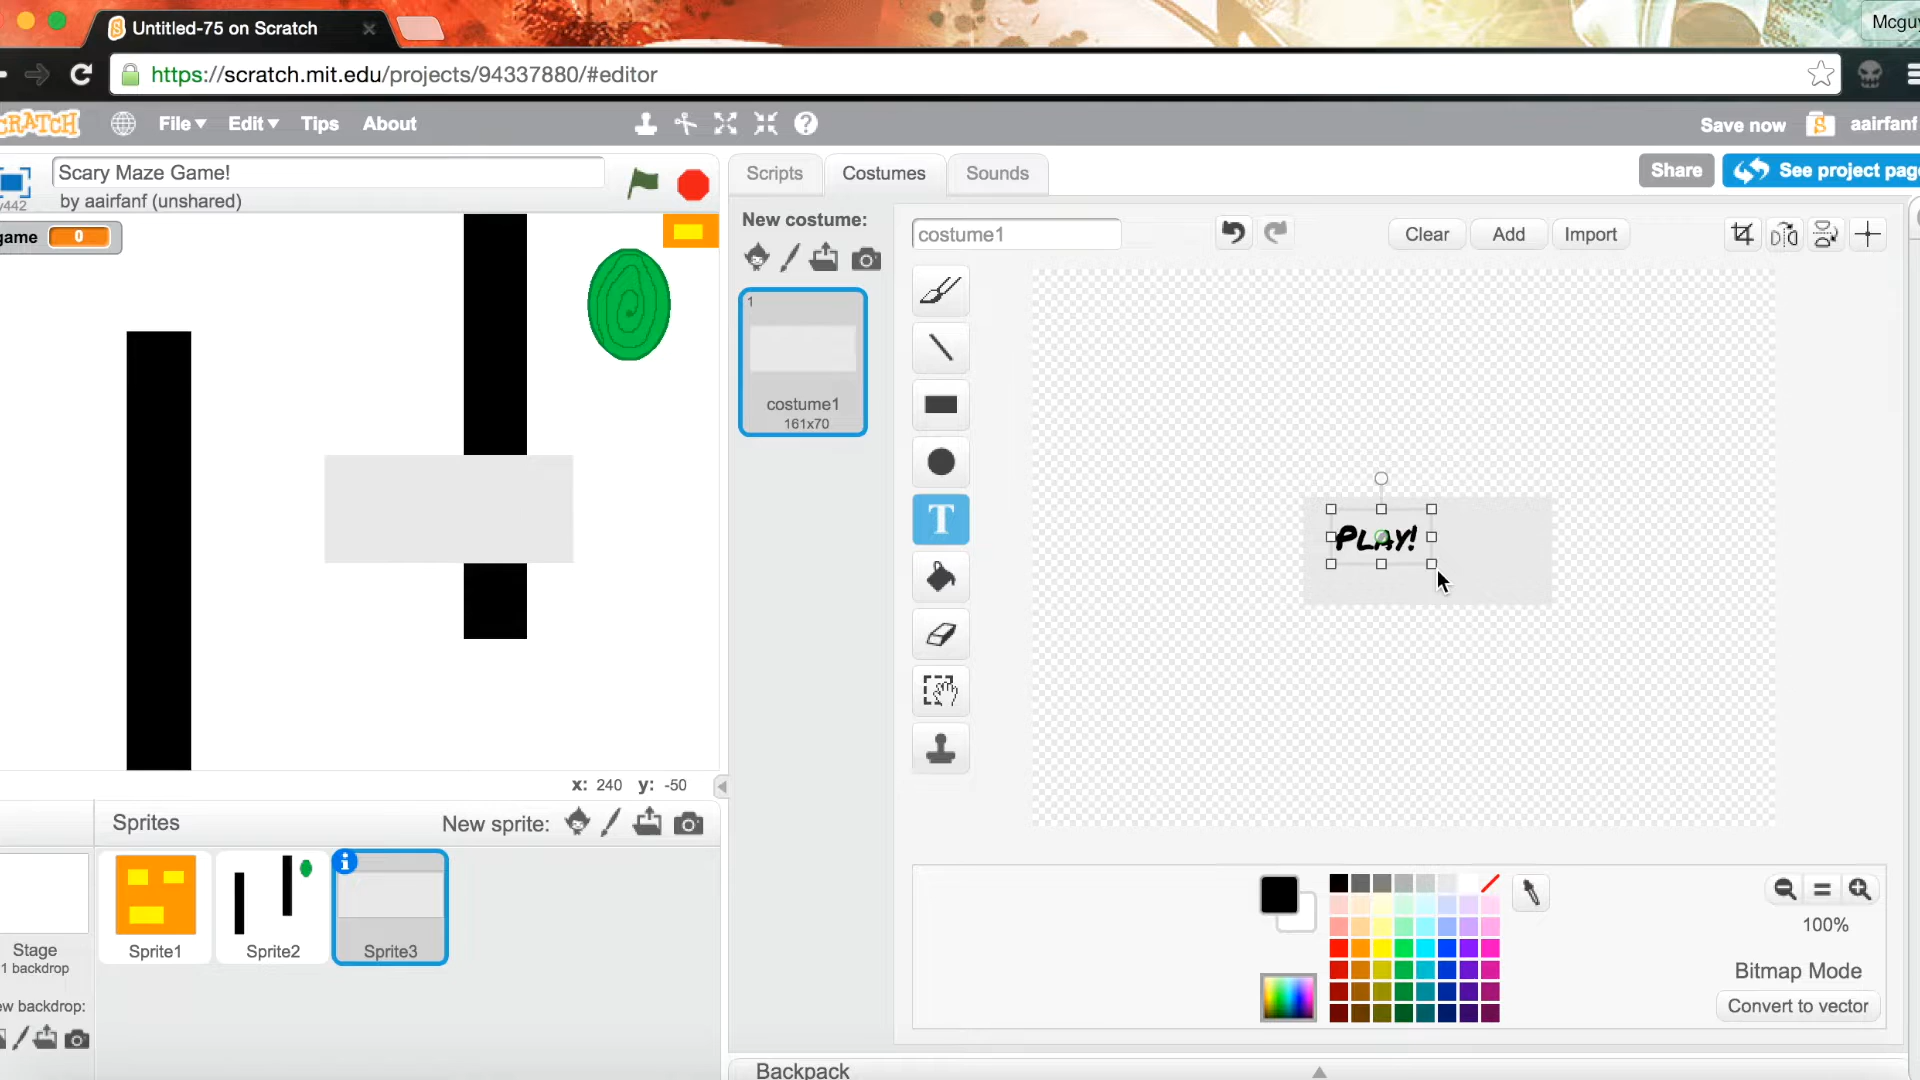 Untitled-75 on Scratch
https://scratch.mit.edu/projects/94337880/#editor
File Edit Tips About
Save now
aairfanf
Scary Maze Game!
by aairfanf (unshared)
Scripts
Costumes
Sounds
Share
See project page
game 0
New costume:
costume1
Clear
Add
Import
1
costume1
161x70
T
PLAY!
x: 240 y: -50
Sprites
New sprite:
Stage
1 backdrop
Sprite1
Sprite2
Sprite3
100%
Bitmap Mode
Convert to vector
Backpack